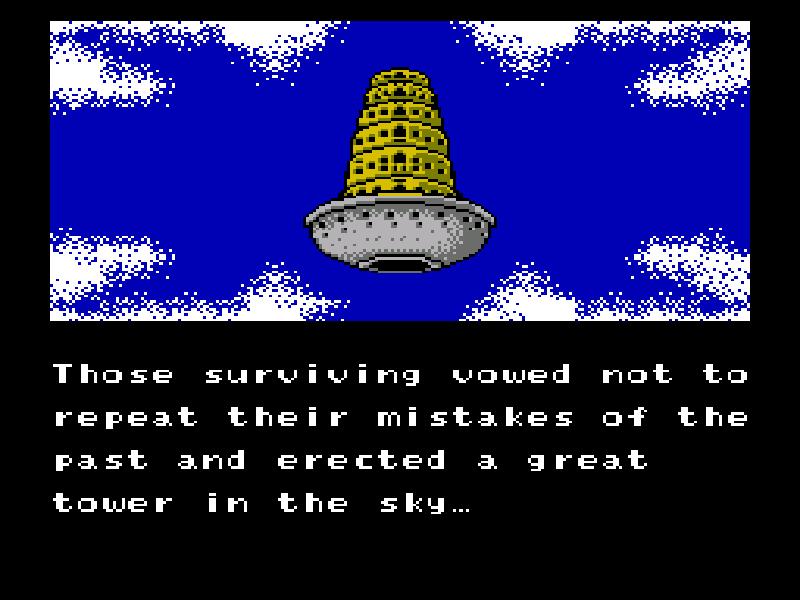 Those surviving vowed not to
repeat their mistakes of the
past and erected a great
tower in the sky…